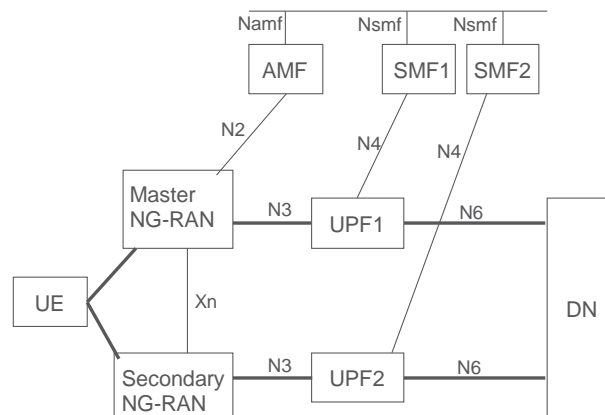 Namf
Nsmf
Nsmf
AMF
SMF1
SMF2
N2
N4
N4
Master
NG-RAN
N3
UPF1
N6
UE
Xn
DN
Secondary
NG-RAN
N3
UPF2
N6